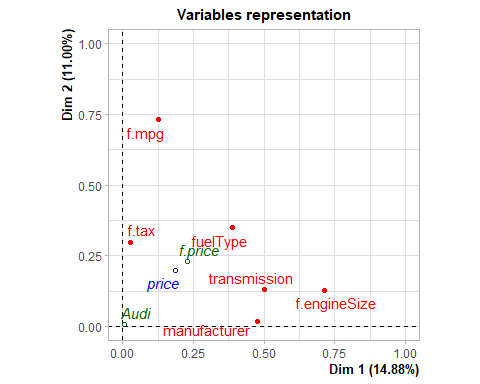 Variables representation
Dim 2 (11.00%)
1.00
0.75
0.50
0.25
0.00
f.mpg
f.tax
fuelType
f.price
price
transmission
f.engineSize
Audi
manufacturer
0.00 0.25 0.50 0.75 1.00
Dim 1 (14.88%)